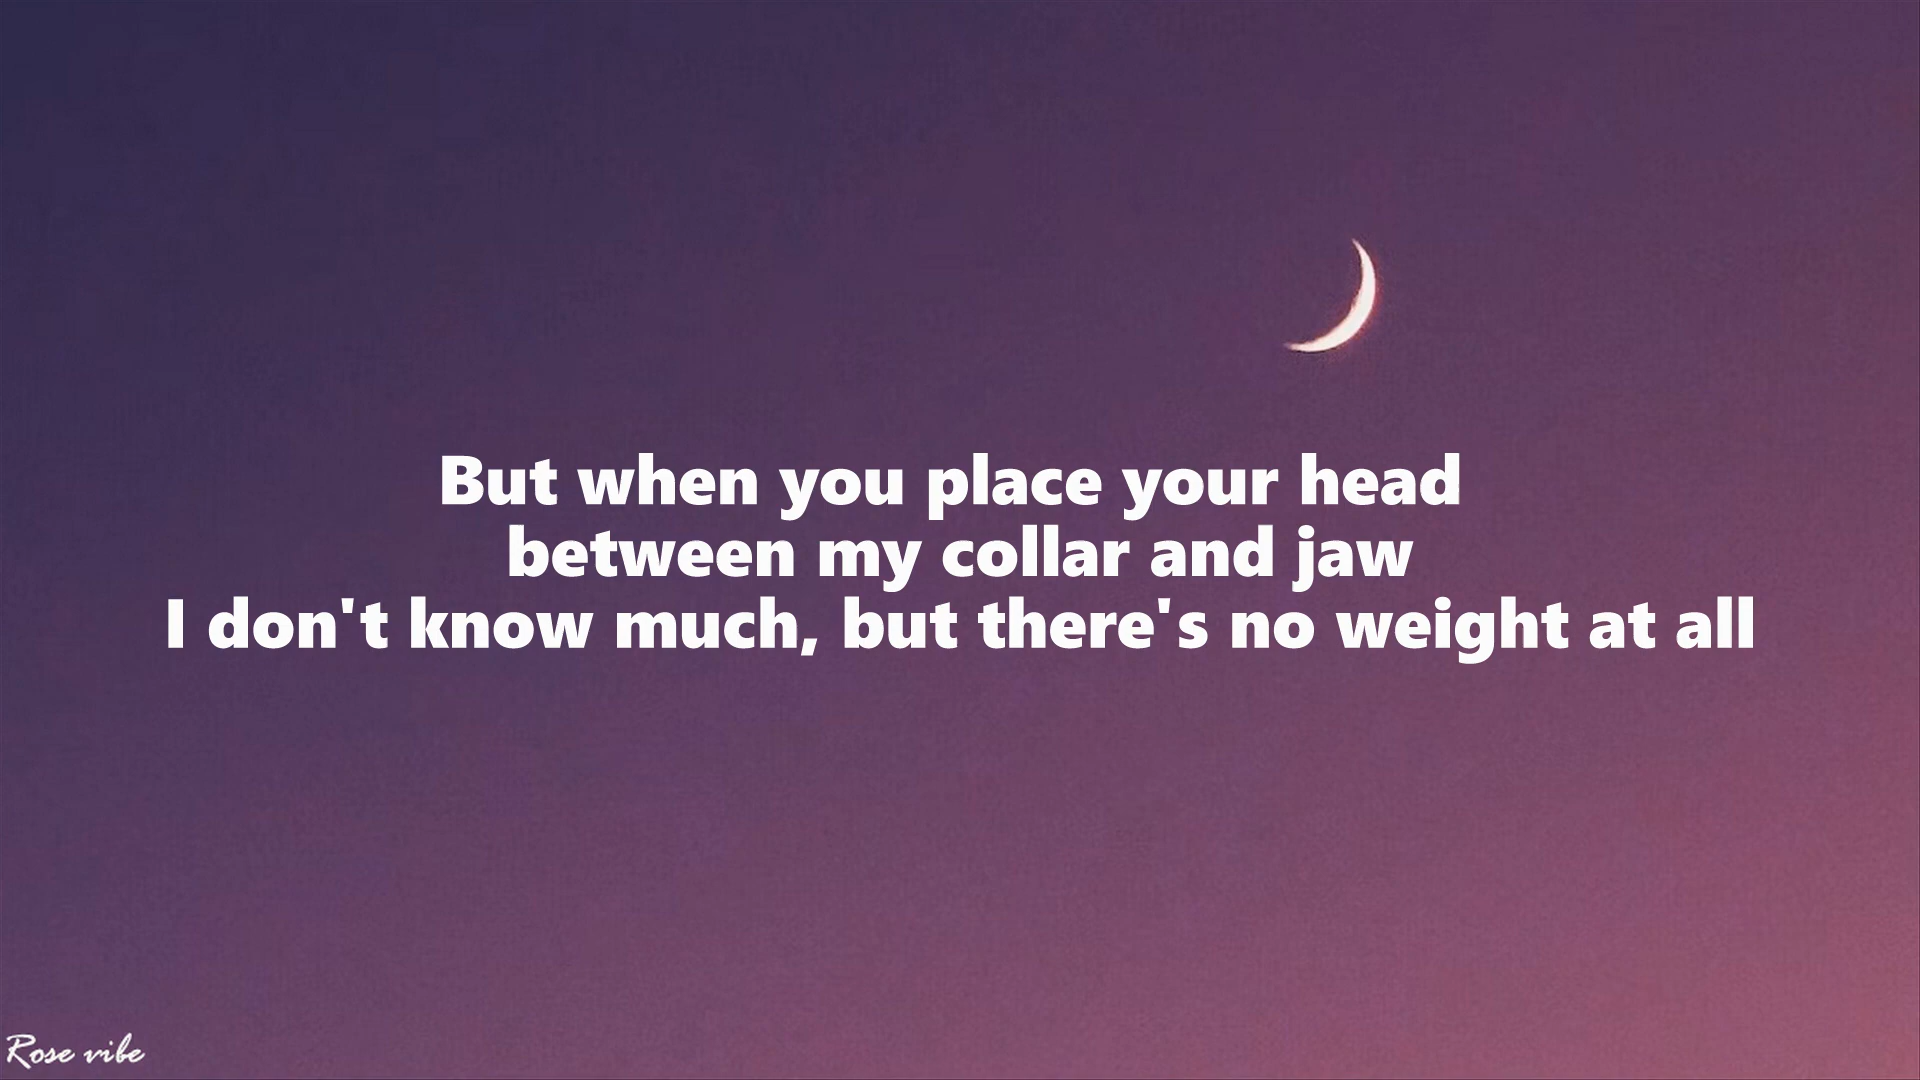 But when you place your head
between my collar and jaw
I don't know much, but there's no weight at all
Rose vibe